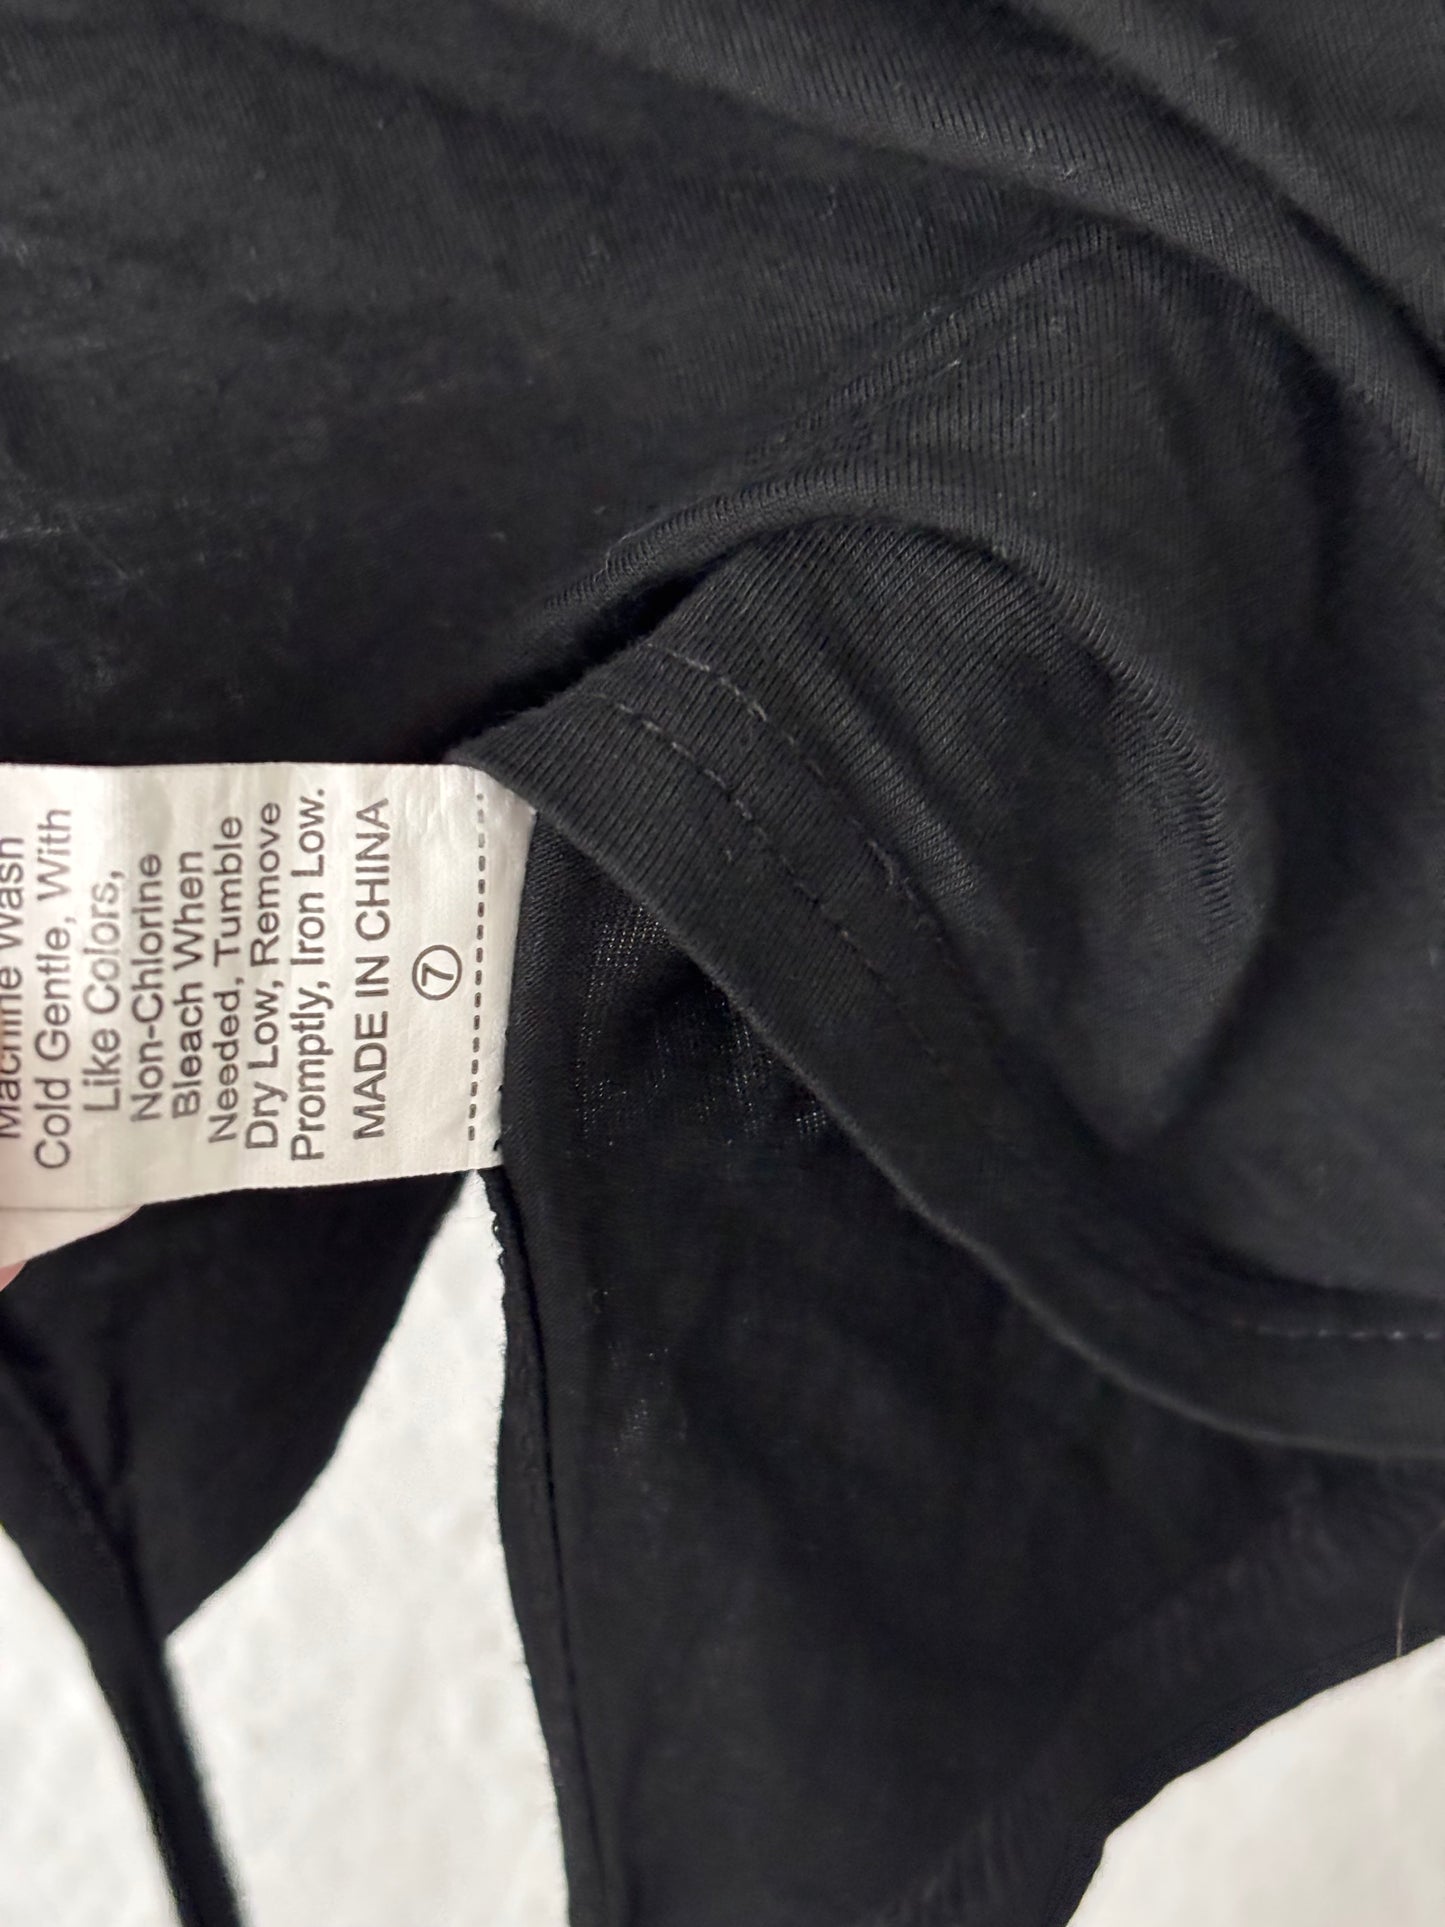 Machine Wash
Cold Gentle, With
Like Colors,
Non-Chlorine
Bleach When
Needed, Tumble
Dry Low, Remove
Promptly, Iron Low.
MADE IN CHINA
7